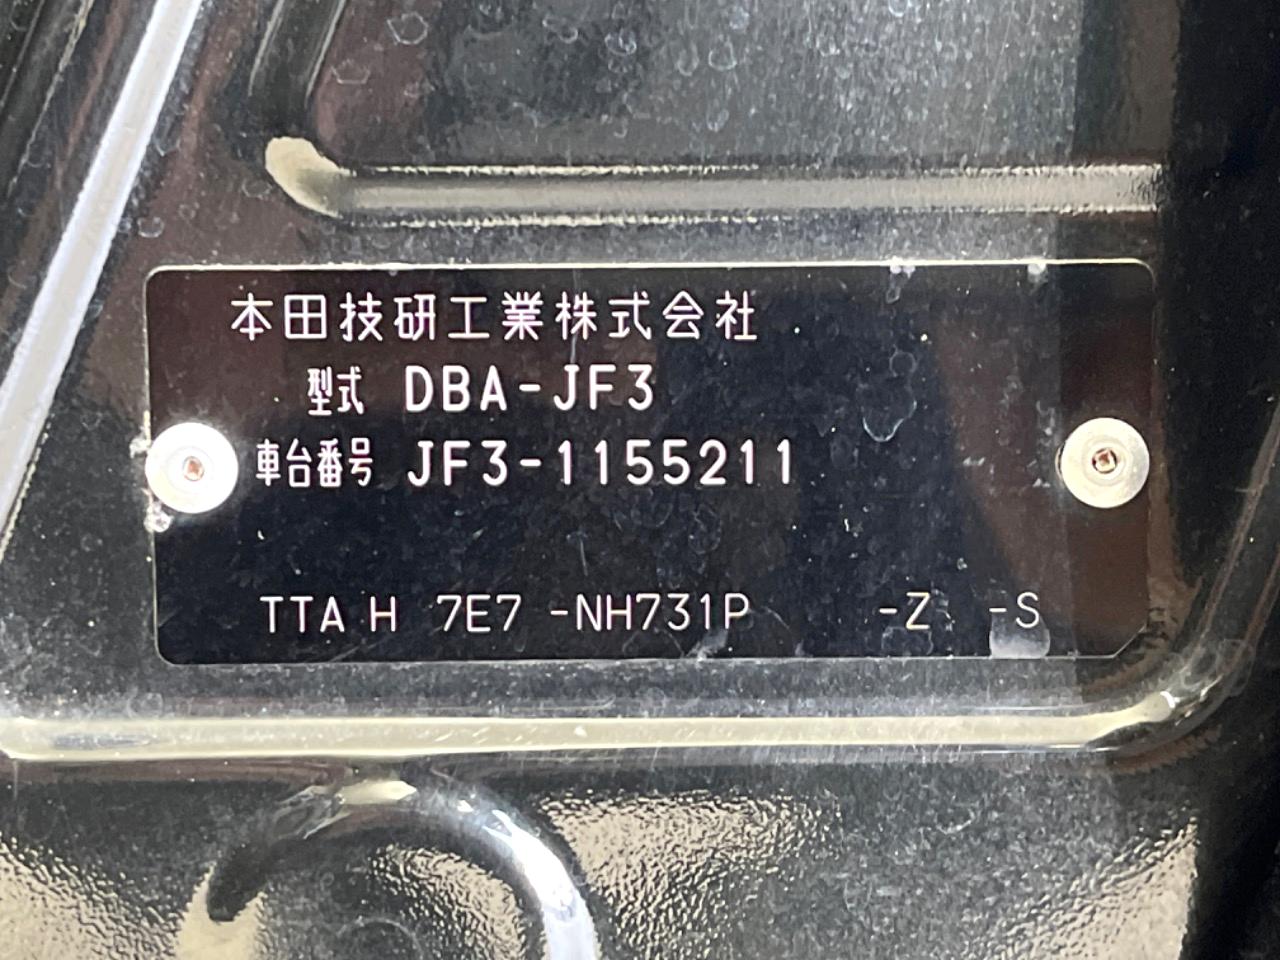 本田技研工業株式会社
型式 DBA-JF3
車台番号 JF3-1155211
TTA H 7E7 -NH731P -Z -S